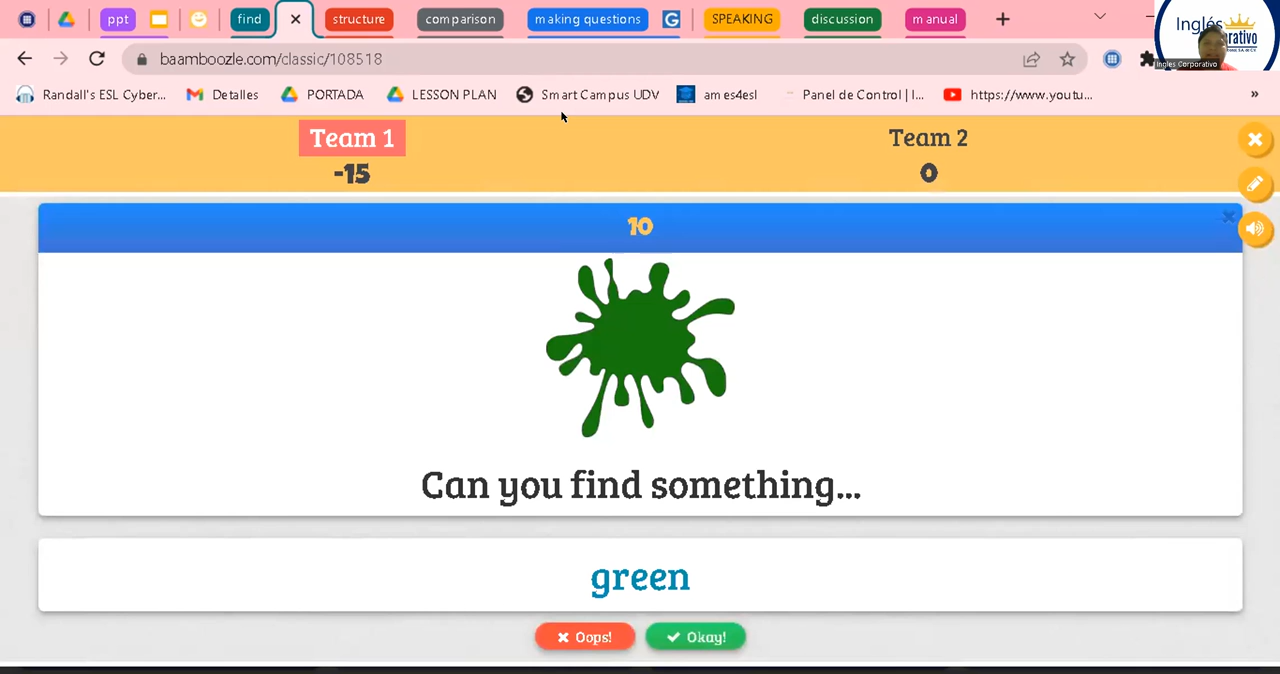 ppt find structure comparison making questions SPEAKING discussion manual
baamboozle.com/classic/108518
Inglés
rativo
Ingles Corporativo
Randall's ESL Cyber... Detalles PORTADA LESSON PLAN Smart Campus UDV ames4esl Panel de Control | I... https://www.youtu... »
Team 1 Team 2
-15 0
10
Can you find something...
green
Oops! Okay!